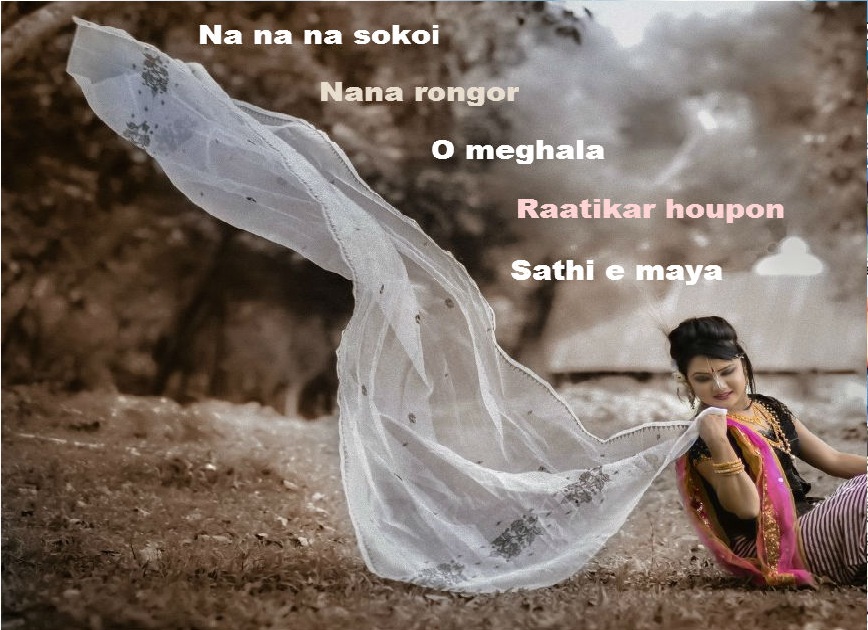 Na na na sokoi
Nana rongor
O meghala
Raatikar houpon
Sathi e maya